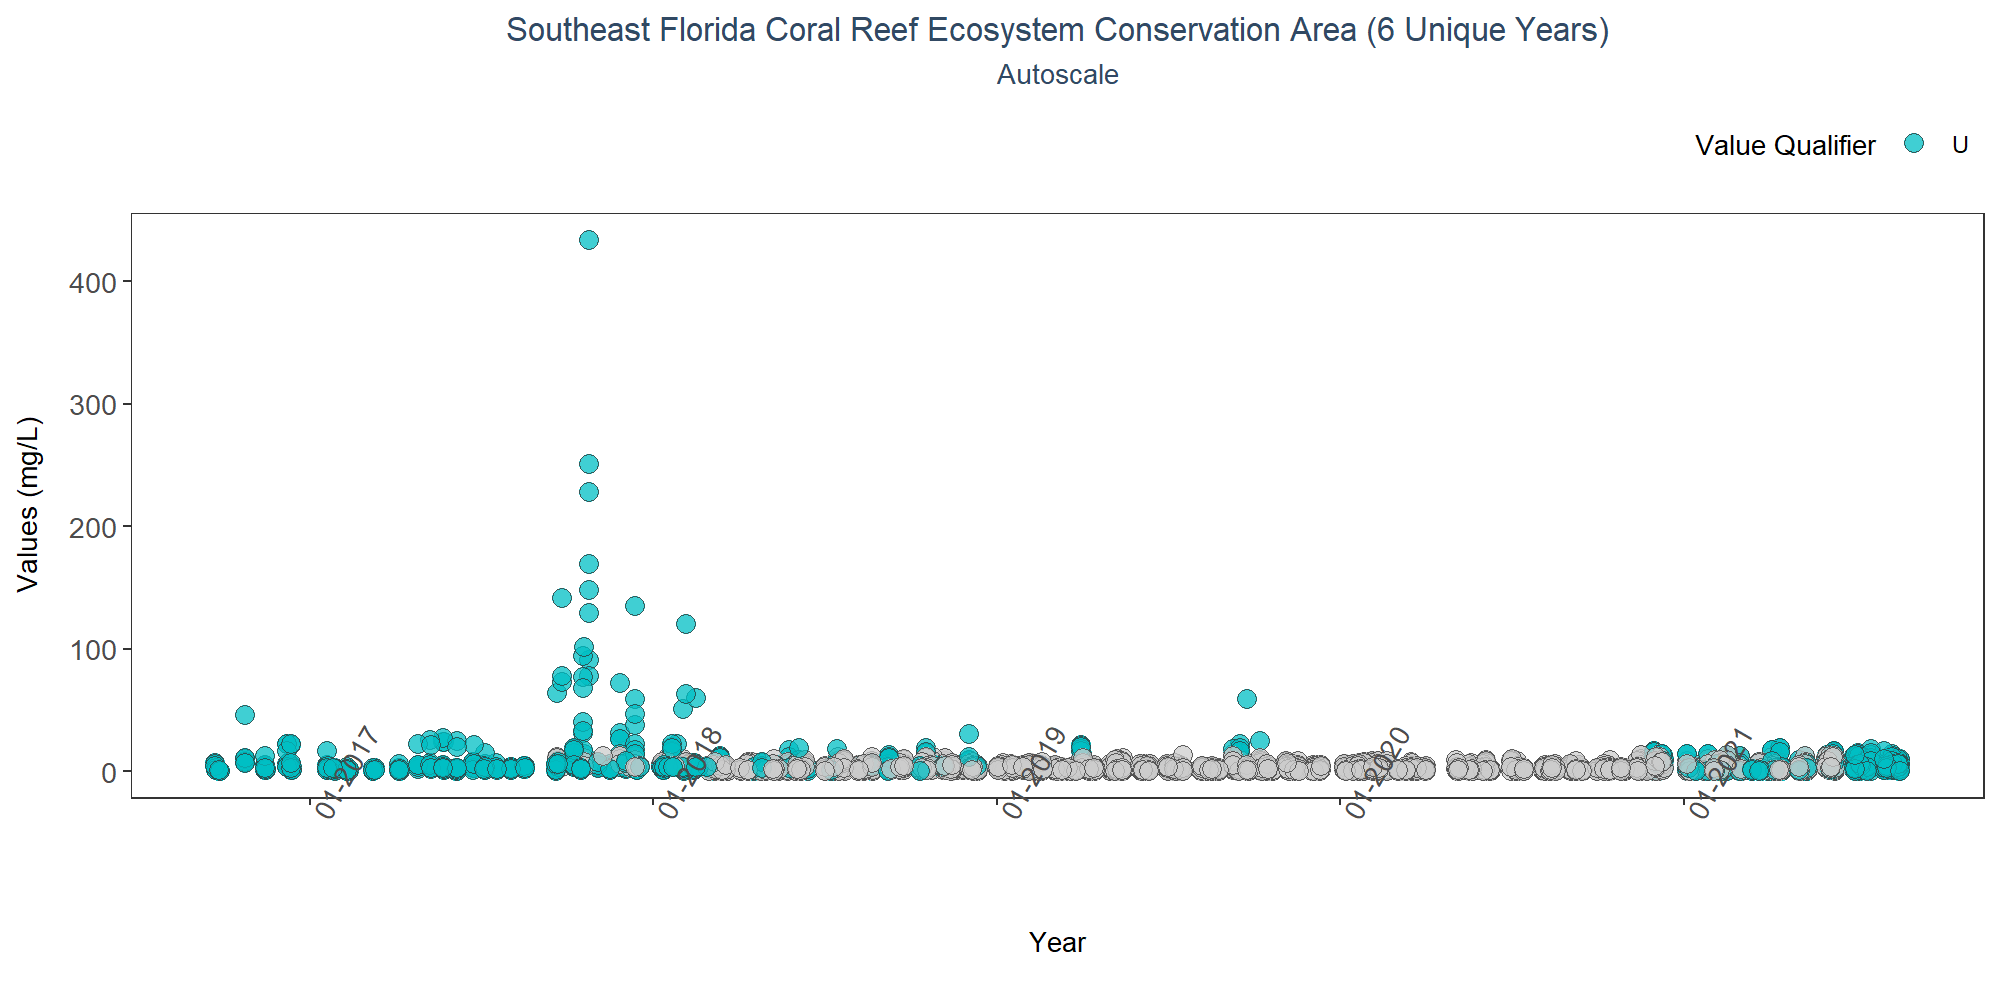 Southeast Florida Coral Reef Ecosystem Conservation Area (6 Unique Years)
Autoscale
Value Qualifier U
Values (mg/L)
400
300
200
100
0
01-2017
01-2018
01-2019
01-2020
01-2021
Year